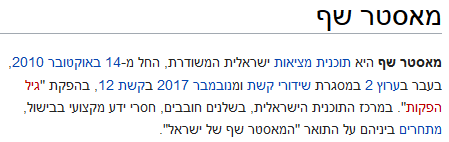 מאסטר שף
מאסטר שף היא תוכנית מציאות ישראלית המשודרת, החל מ-14 באוקטובר 2010,
בעבר בערוץ 2 במסגרת שידורי קשת ומנובמבר 2017 בקשת 12, בהפקת "גיל
הפקות". במרכז התוכנית הישראלית, בשלנים חובבים, חסרי ידע מקצועי בבישול,
מתחרים ביניהם על התואר "המאסטר שף של ישראל".